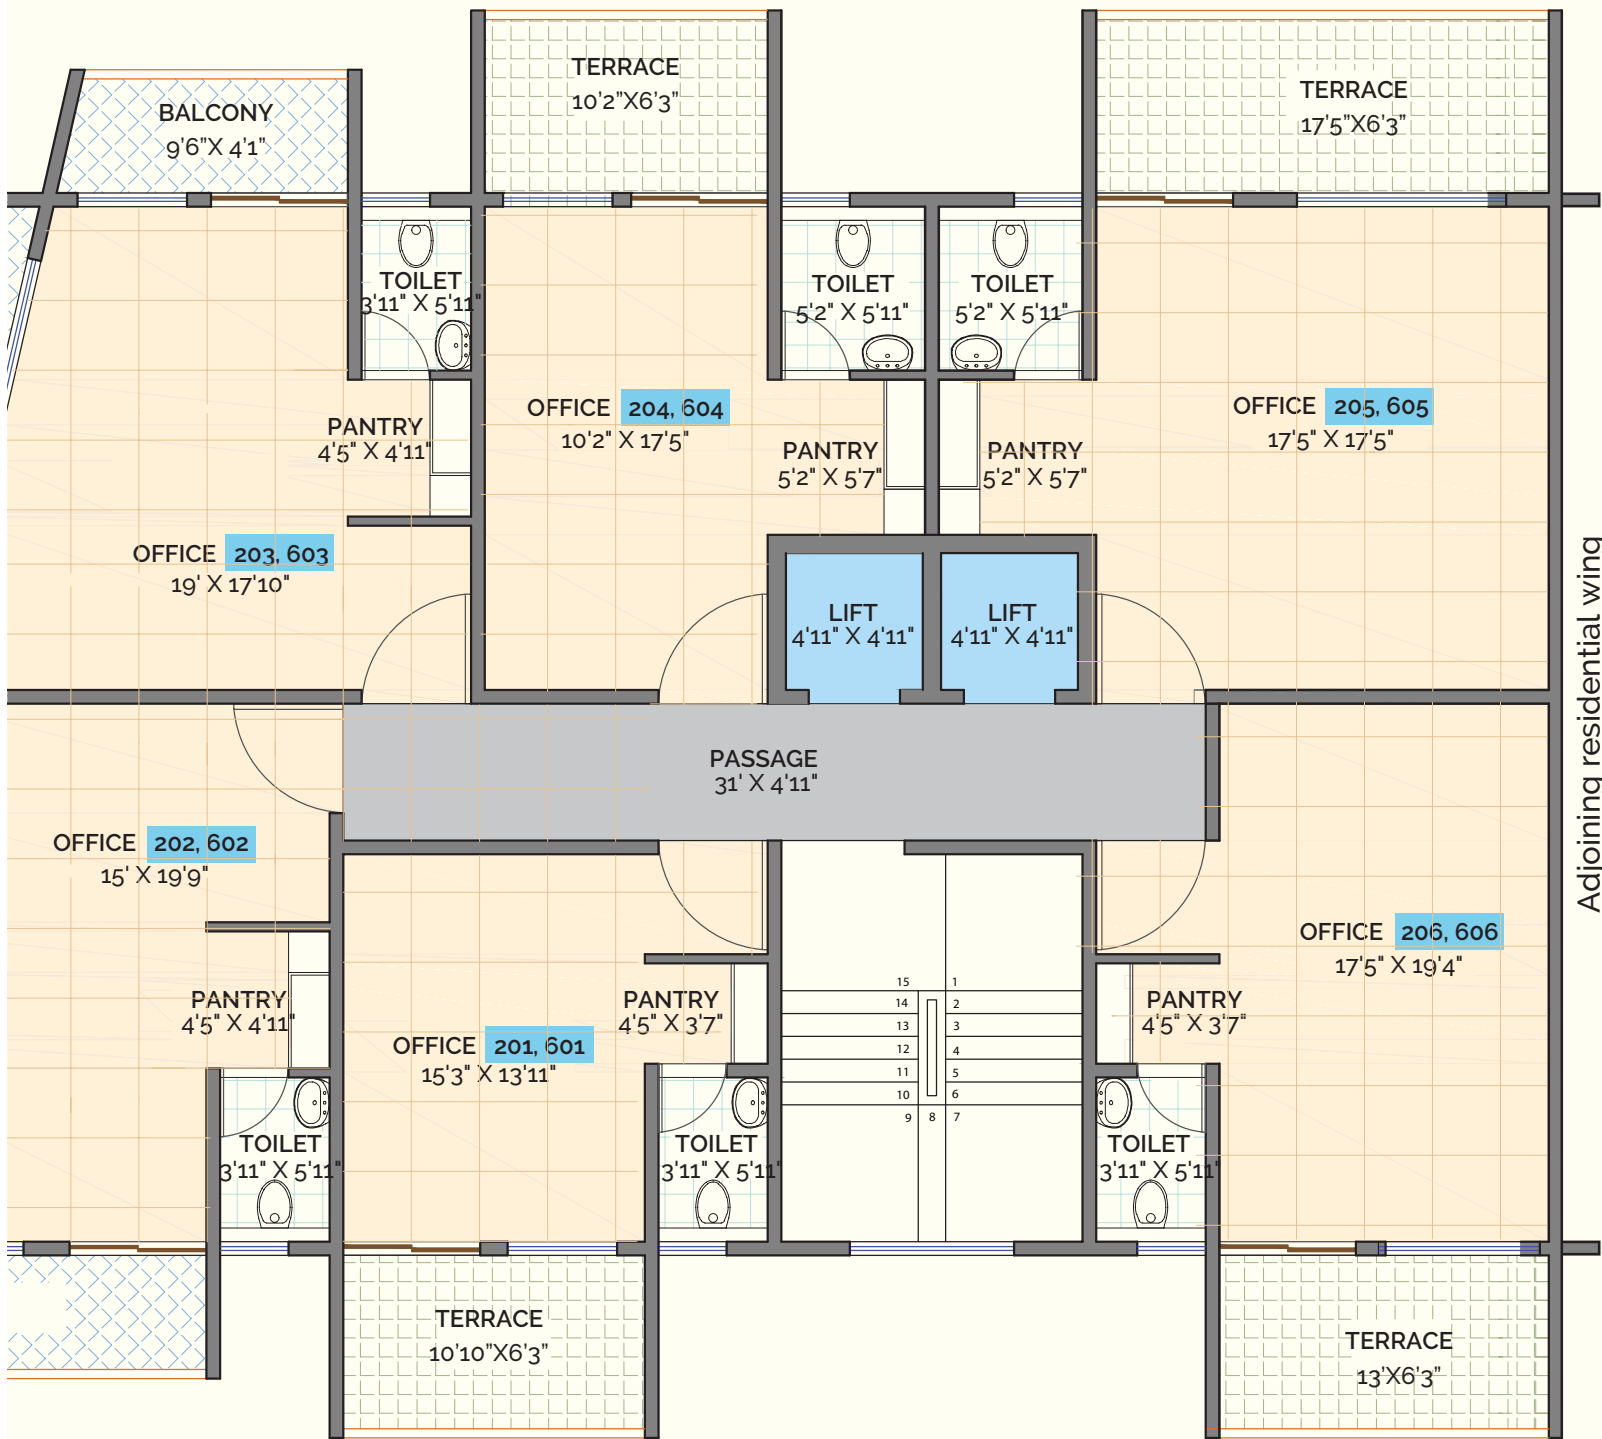 TERRACE
10'2"X6'3"
TERRACE
17'5"X6'3"
BALCONY
9'6"X 4'1"
TOILET
3'11" X 5'11"
TOILET
5'2" X 5'11"
TOILET
5'2" X 5'11"
OFFICE 204, 604
10'2" X 17'5"
OFFICE 205, 605
17'5" X 17'5"
PANTRY
4'5" X 4'11"
PANTRY
5'2" X 5'7"
PANTRY
5'2" X 5'7"
OFFICE 203, 603
19' X 17'10"
LIFT
4'11" X 4'11"
LIFT
4'11" X 4'11"
Adjoining residential wing
PASSAGE
31' X 4'11"
OFFICE 202, 602
15' X 19'9"
OFFICE 206, 606
17'5" X 19'4"
PANTRY
4'5" X 4'11"
OFFICE 201, 601
15'3" X 13'11"
PANTRY
4'5" X 3'7"
15 1
14 2
13 3
12 4
11 5
10 6
9 8 7
PANTRY
4'5" X 3'7"
TOILET
3'11" X 5'11"
TOILET
3'11" X 5'11"
TOILET
3'11" X 5'11"
TERRACE
10'10"X6'3"
TERRACE
13'X6'3"